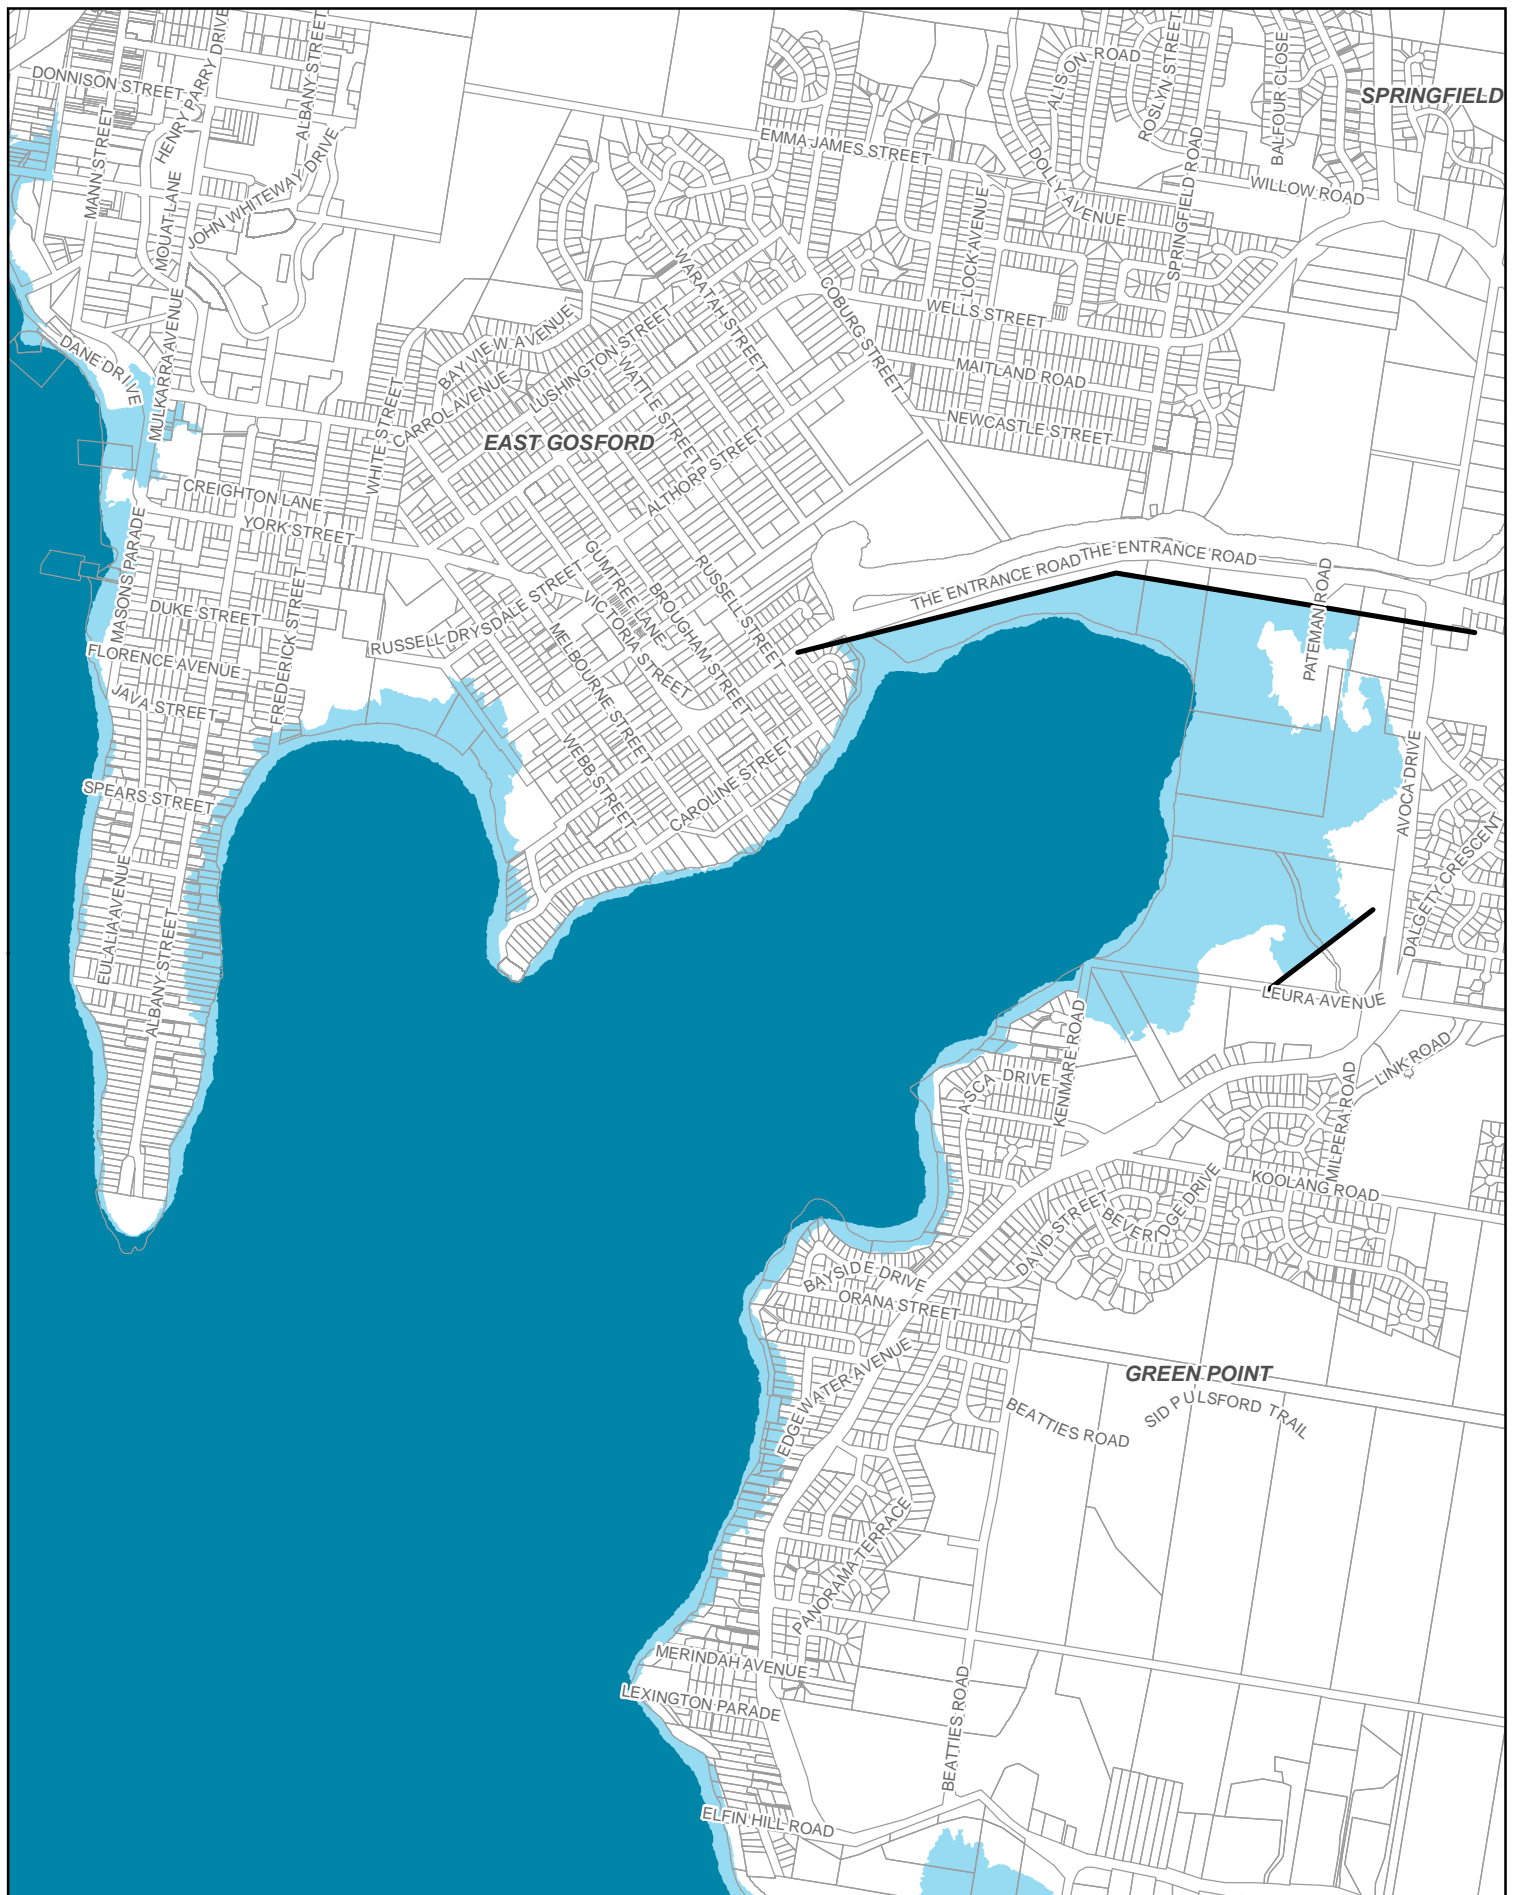 DONNISON STREET
MANN STREET
HENRY PARRY DRIVE
ALBANY STREET
MOUAT LANE
JOHN WHITEWAY DRIVE
EMMA JAMES STREET
ALISON ROAD
ROSLYN STREET
BALFOUR CLOSE
SPRINGFIELD
DOLLY AVENUE
SPRINGFIELD ROAD
WILLOW ROAD
LOCK AVENUE
WARATAH STREET
COBURG STREET
WELLS STREET
MAITLAND ROAD
NEWCASTLE STREET
DANE DRIVE
MULKARRA AVENUE
BAY VIEW AVENUE
CARROL AVENUE
LUSHINGTON STREET
WATTLE STREET
WHITE STREET
EAST GOSFORD
ALTHORP STREET
CREIGHTON LANE
YORK STREET
MASONS PARADE
DUKE STREET
FREDERICK STREET
RUSSELL DRYSDALE STREET
GUMTREE LANE
VICTORIA STREET
BROUGHAM STREET
RUSSELL STREET
MELBOURNE STREET
WEBB STREET
CAROLINE STREET
THE ENTRANCE ROAD
THE ENTRANCE ROAD
PATEMAN ROAD
FLORENCE AVENUE
JAVA STREET
SPEARS STREET
EULALIA AVENUE
ALBANY STREET
AVOCA DRIVE
DALGETY CRESCENT
LEURA AVENUE
LINK ROAD
KENMARE ROAD
ASCA DRIVE
MILPERA ROAD
KOOLANG ROAD
DAVID STREET
BEVERIDGE DRIVE
BAYSIDE DRIVE
ORANA STREET
EDGEWATER AVENUE
GREEN POINT
SID PULSFORD TRAIL
BEATTIES ROAD
PANORAMA TERRACE
MERINDAH AVENUE
LEXINGTON PARADE
BEATTIES ROAD
ELFIN HILL ROAD